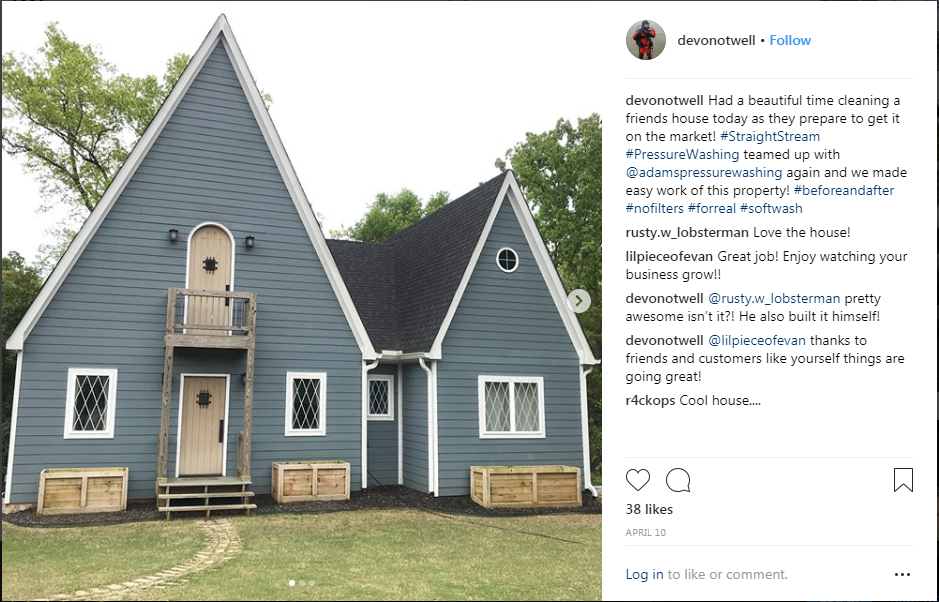 devonotwell • Follow
devonotwell Had a beautiful time cleaning a
friends house today as they prepare to get it
on the market! #StraightStream
#PressureWashing teamed up with
@adamspressurewashing again and we made
easy work of this property! #beforeandafter
#nofilters #forreal #softwash
rusty.w_lobsterman Love the house!
lilpieceofevan Great job! Enjoy watching your
business grow!!
devonotwell @rusty.w_lobsterman pretty
awesome isn't it?! He also built it himself!
devonotwell @lilpieceofevan thanks to
friends and customers like yourself things are
going great!
r4ckops Cool house....
38 likes
APRIL 10
Log in to like or comment.